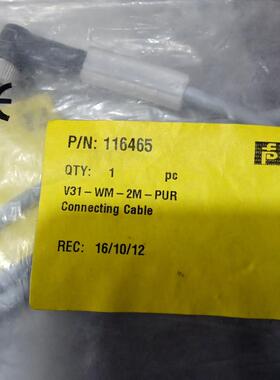 P/N: 116465
QTY: 1 pc
V31-WM-2M-PUR
Connecting Cable
REC: 16/10/12